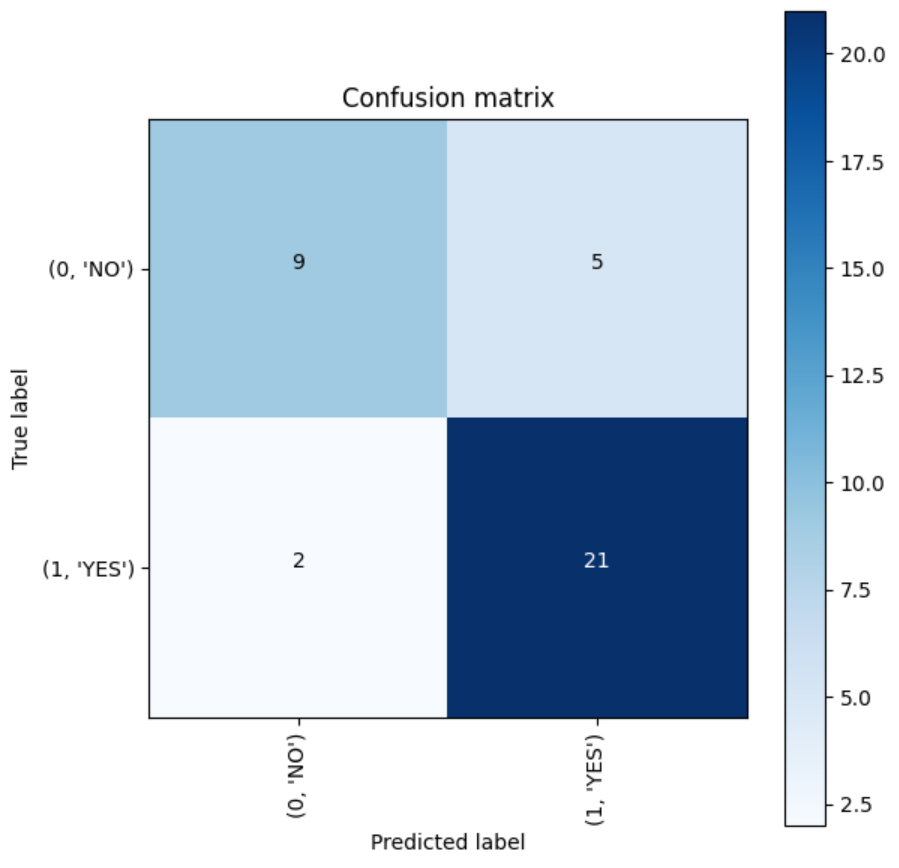 Confusion matrix
True label
(0, 'NO')
9
5
(1, 'YES')
2
21
(0, 'NO')
(1, 'YES')
Predicted label
20.0
17.5
15.0
12.5
10.0
7.5
5.0
2.5